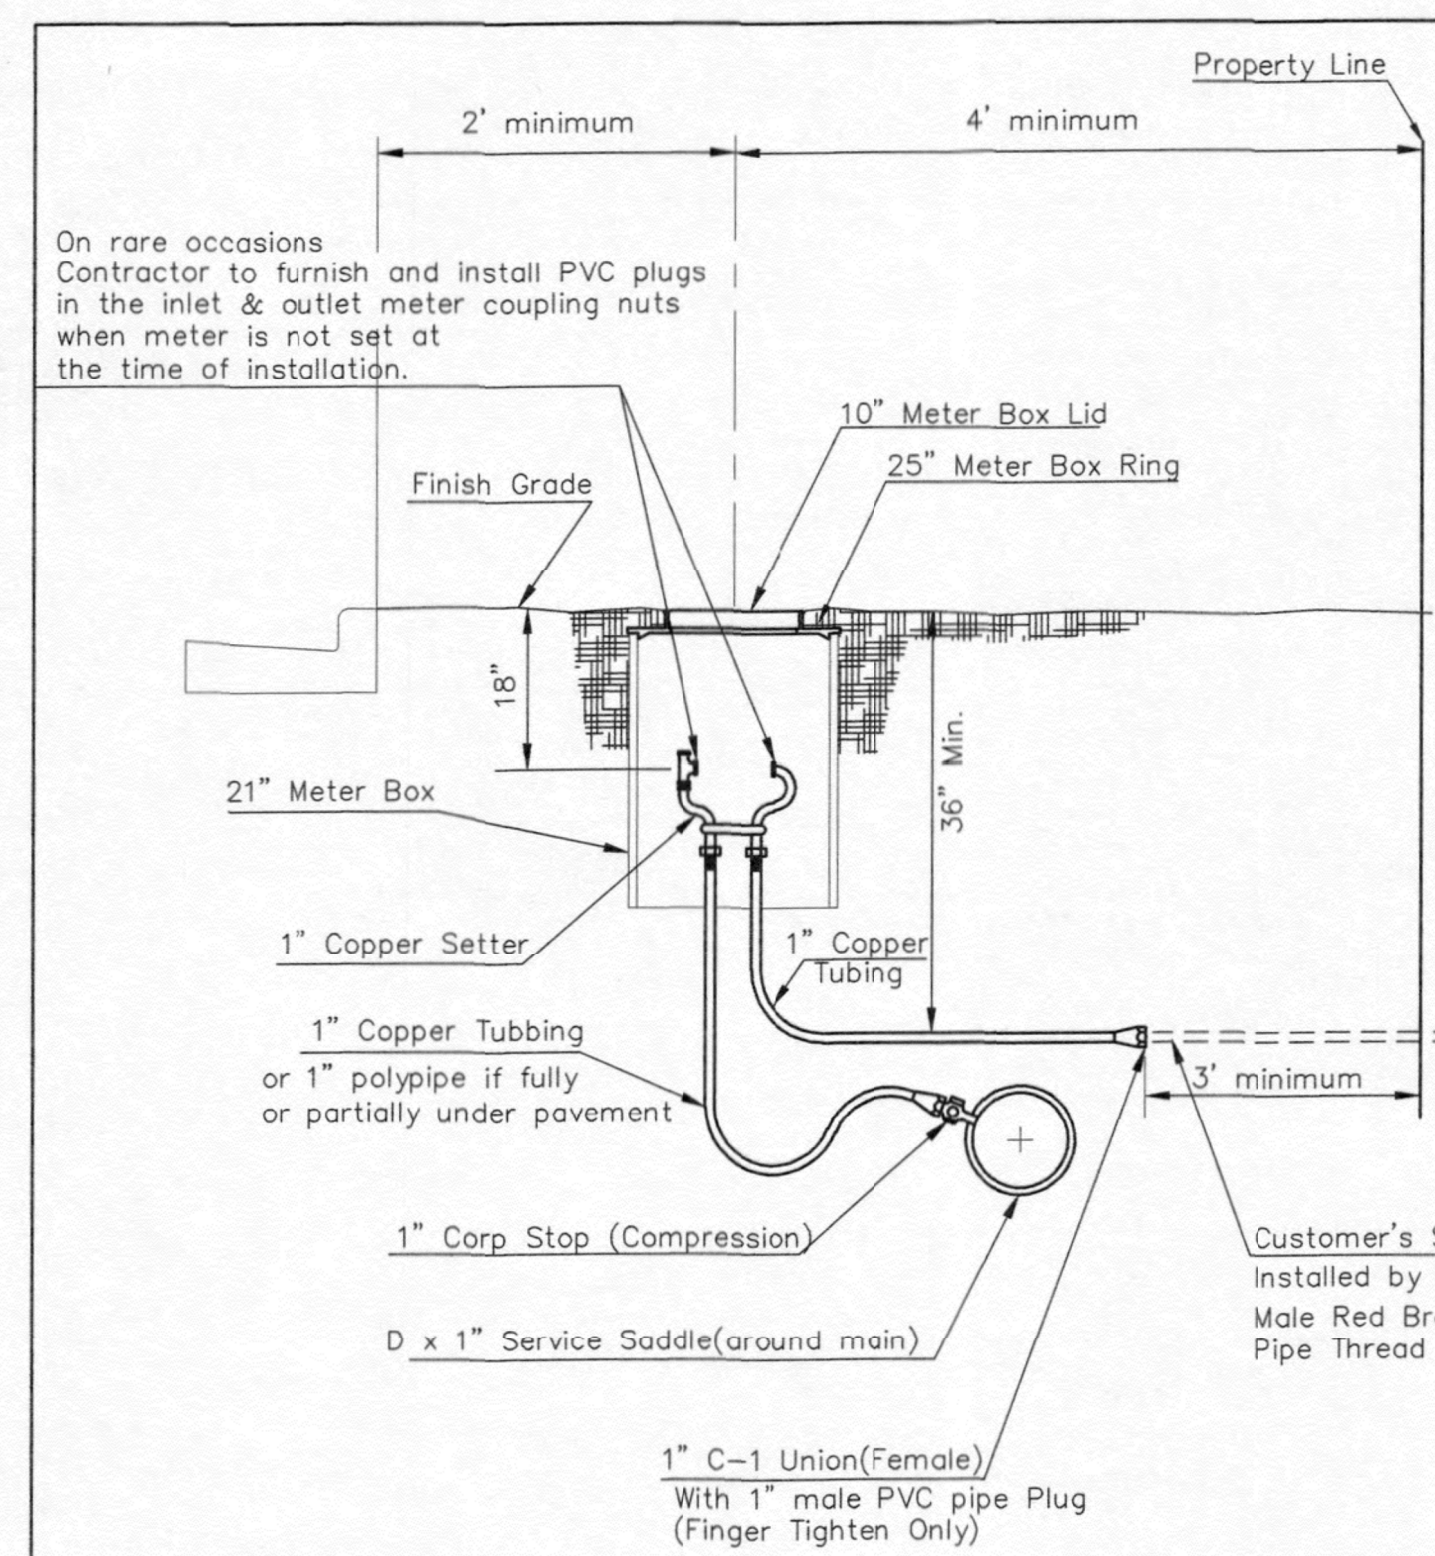 Property Line
2' minimum
4' minimum
On rare occasions
Contractor to furnish and install PVC plugs
in the inlet & outlet meter coupling nuts
when meter is not set at
the time of installation.
10" Meter Box Lid
25" Meter Box Ring
Finish Grade
18"
36" Min.
21" Meter Box
1" Copper Setter
1" Copper
Tubing
1" Copper Tubbing
or 1" polypipe if fully
or partially under pavement
3' minimum
1" Corp Stop (Compression)
D x 1" Service Saddle(around main)
Customer's
Installed by
Male Red
Pipe Thread
1" C-1 Union(Female)
With 1" male PVC pipe Plug
(Finger Tighten Only)